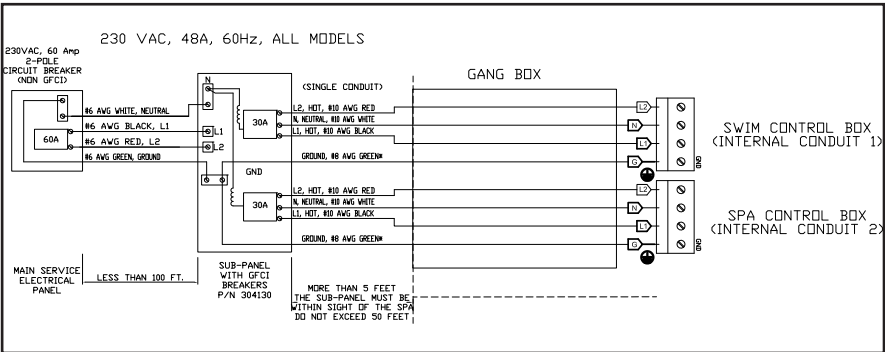 230 VAC, 48A, 60Hz, ALL MODELS
230VAC, 60 Amp
2-POLE
CIRCUIT BREAKER
(NON GFCI)
60A
#6 AWG WHITE, NEUTRAL
#6 AWG BLACK, L1
#6 AWG RED, L2
#6 AWG GREEN, GROUND
N
L1
L2
GND
30A
30A
(SINGLE CONDUIT)
L2, HOT, #10 AWG RED
N, NEUTRAL, #10 AWG WHITE
L1, HOT, #10 AWG BLACK
GROUND, #8 AWG GREEN*
L2, HOT, #10 AWG RED
N, NEUTRAL, #10 AWG WHITE
L1, HOT, #10 AWG BLACK
GROUND, #8 AWG GREEN*
GANG BOX
L2
N
L1
G
GND
SWIM CONTROL BOX
(INTERNAL CONDUIT 1)
L2
N
L1
G
GND
SPA CONTROL BOX
(INTERNAL CONDUIT 2)
MAIN SERVICE
ELECTRICAL
PANEL
LESS THAN 100 FT.
SUB-PANEL
WITH GFCI
BREAKERS
P/N 304130
MORE THAN 5 FEET
THE SUB-PANEL MUST BE
WITHIN SIGHT OF THE SPA
DO NOT EXCEED 50 FEET